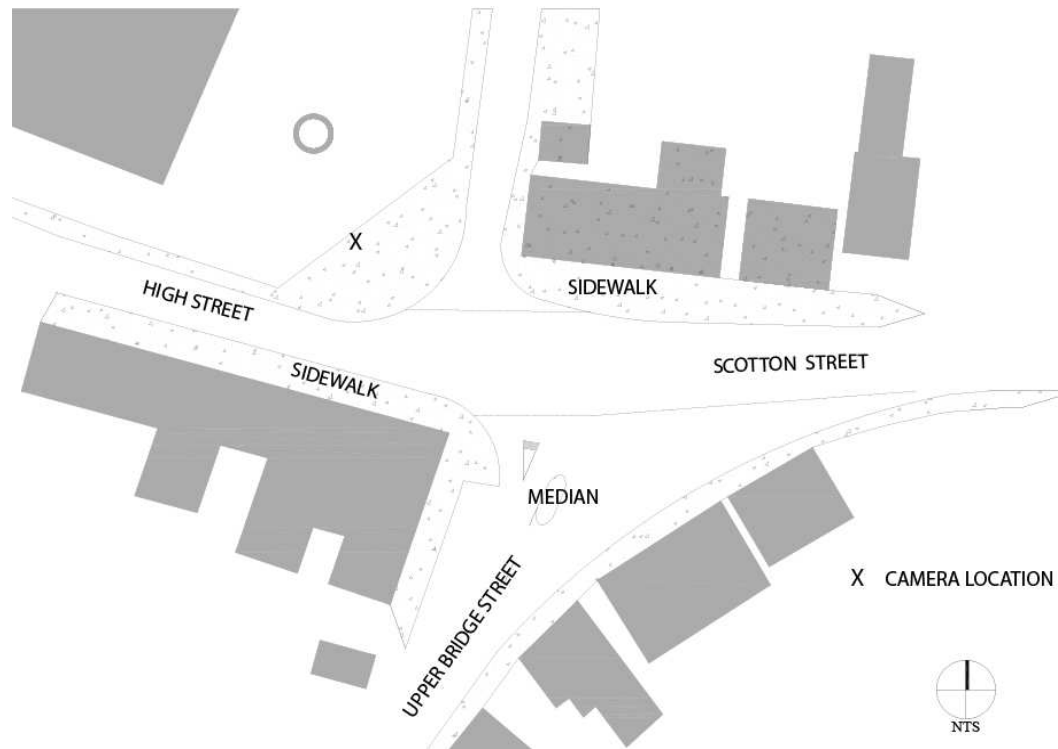 X
HIGH STREET
SIDEWALK
SIDEWALK
SCOTTON STREET
MEDIAN
UPPER BRIDGE STREET
X CAMERA LOCATION
NTS